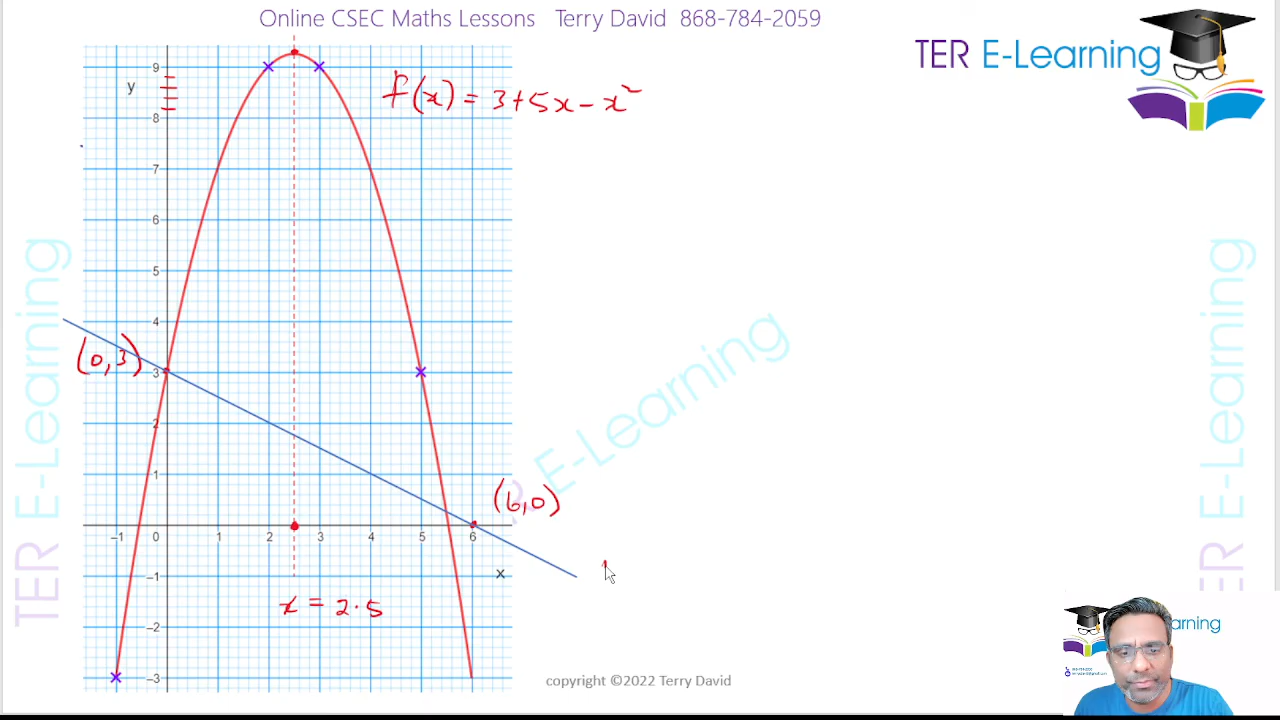 Online CSEC Maths Lessons Terry David 868-784-2059
TER E-Learning
f(x) = 3+5x-x²
y
9
8
7
6
5
4
3
2
1
-1
-2
-3
(0,3)
(6,0)
-1 0 1 2 3 4 5 6
x
x = 2.5
TER E-Learning
TER E-Learning
R E-Learning
copyright ©2022 Terry David
arning